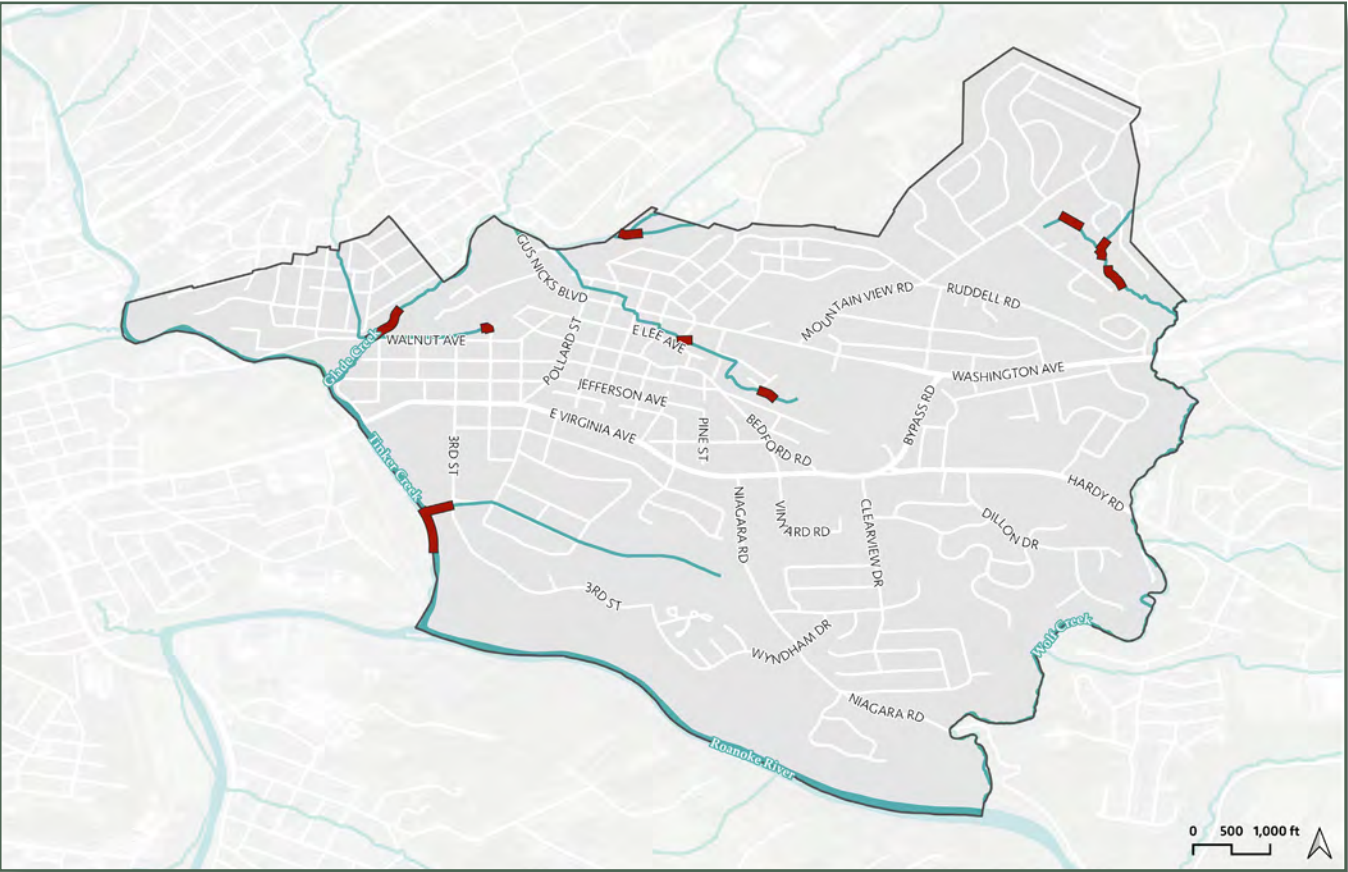 GUS NICKS BLVD
MOUNTAIN VIEW RD
RUDDELL RD
WALNUT AVE
Glade Creek
POLLARD ST
E LEE AVE
WASHINGTON AVE
JEFFERSON AVE
BYPASS RD
E VIRGINIA AVE
PINE ST
BEDFORD RD
3RD ST
Tinker Creek
HARDY RD
NIAGARA RD
VINYARD RD
CLEARVIEW DR
DILLON DR
3RD ST
WYNDHAM DR
Wolf Creek
NIAGARA RD
Roanoke River
0 500 1,000 ft